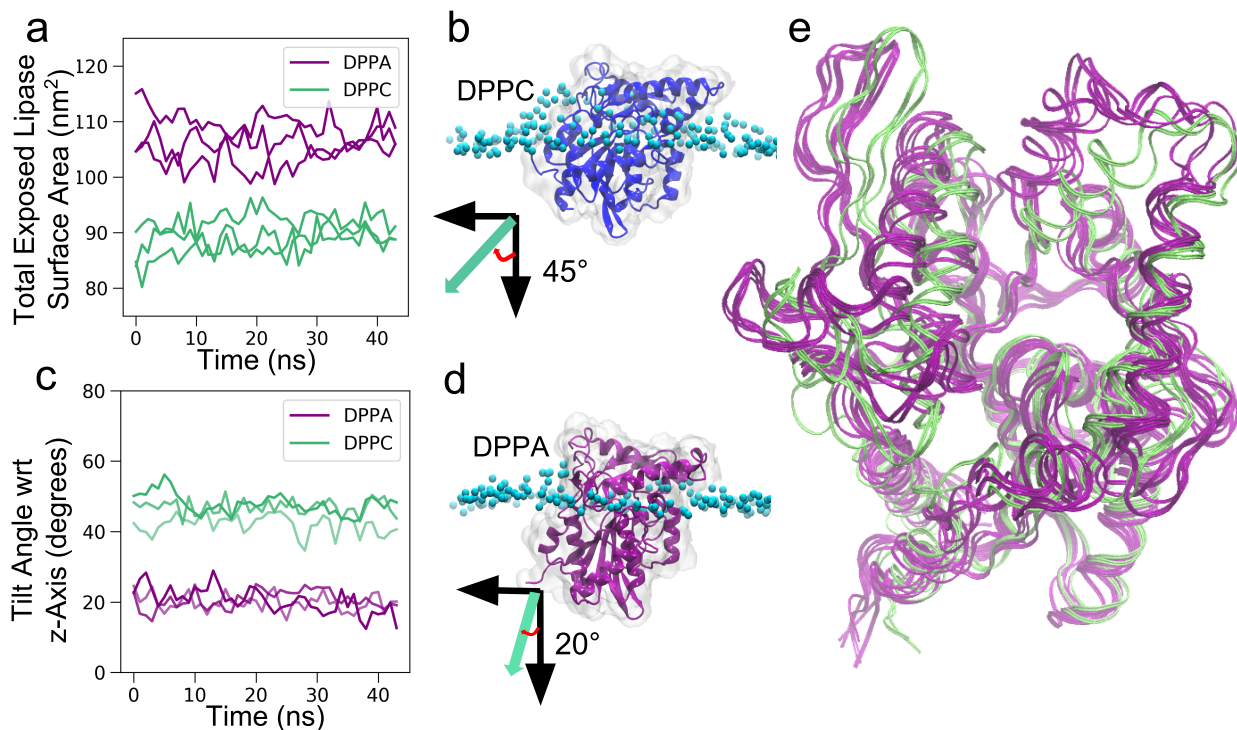 a
Total Exposed Lipase
Surface Area (nm²)
120
110
100
90
80
DPPA
DPPC
0 10 20 30 40
Time (ns)
b
DPPC
45°
c
Tilt Angle wrt
z-Axis (degrees)
80
60
40
20
0
DPPA
DPPC
0 10 20 30 40
Time (ns)
d
DPPA
20°
e